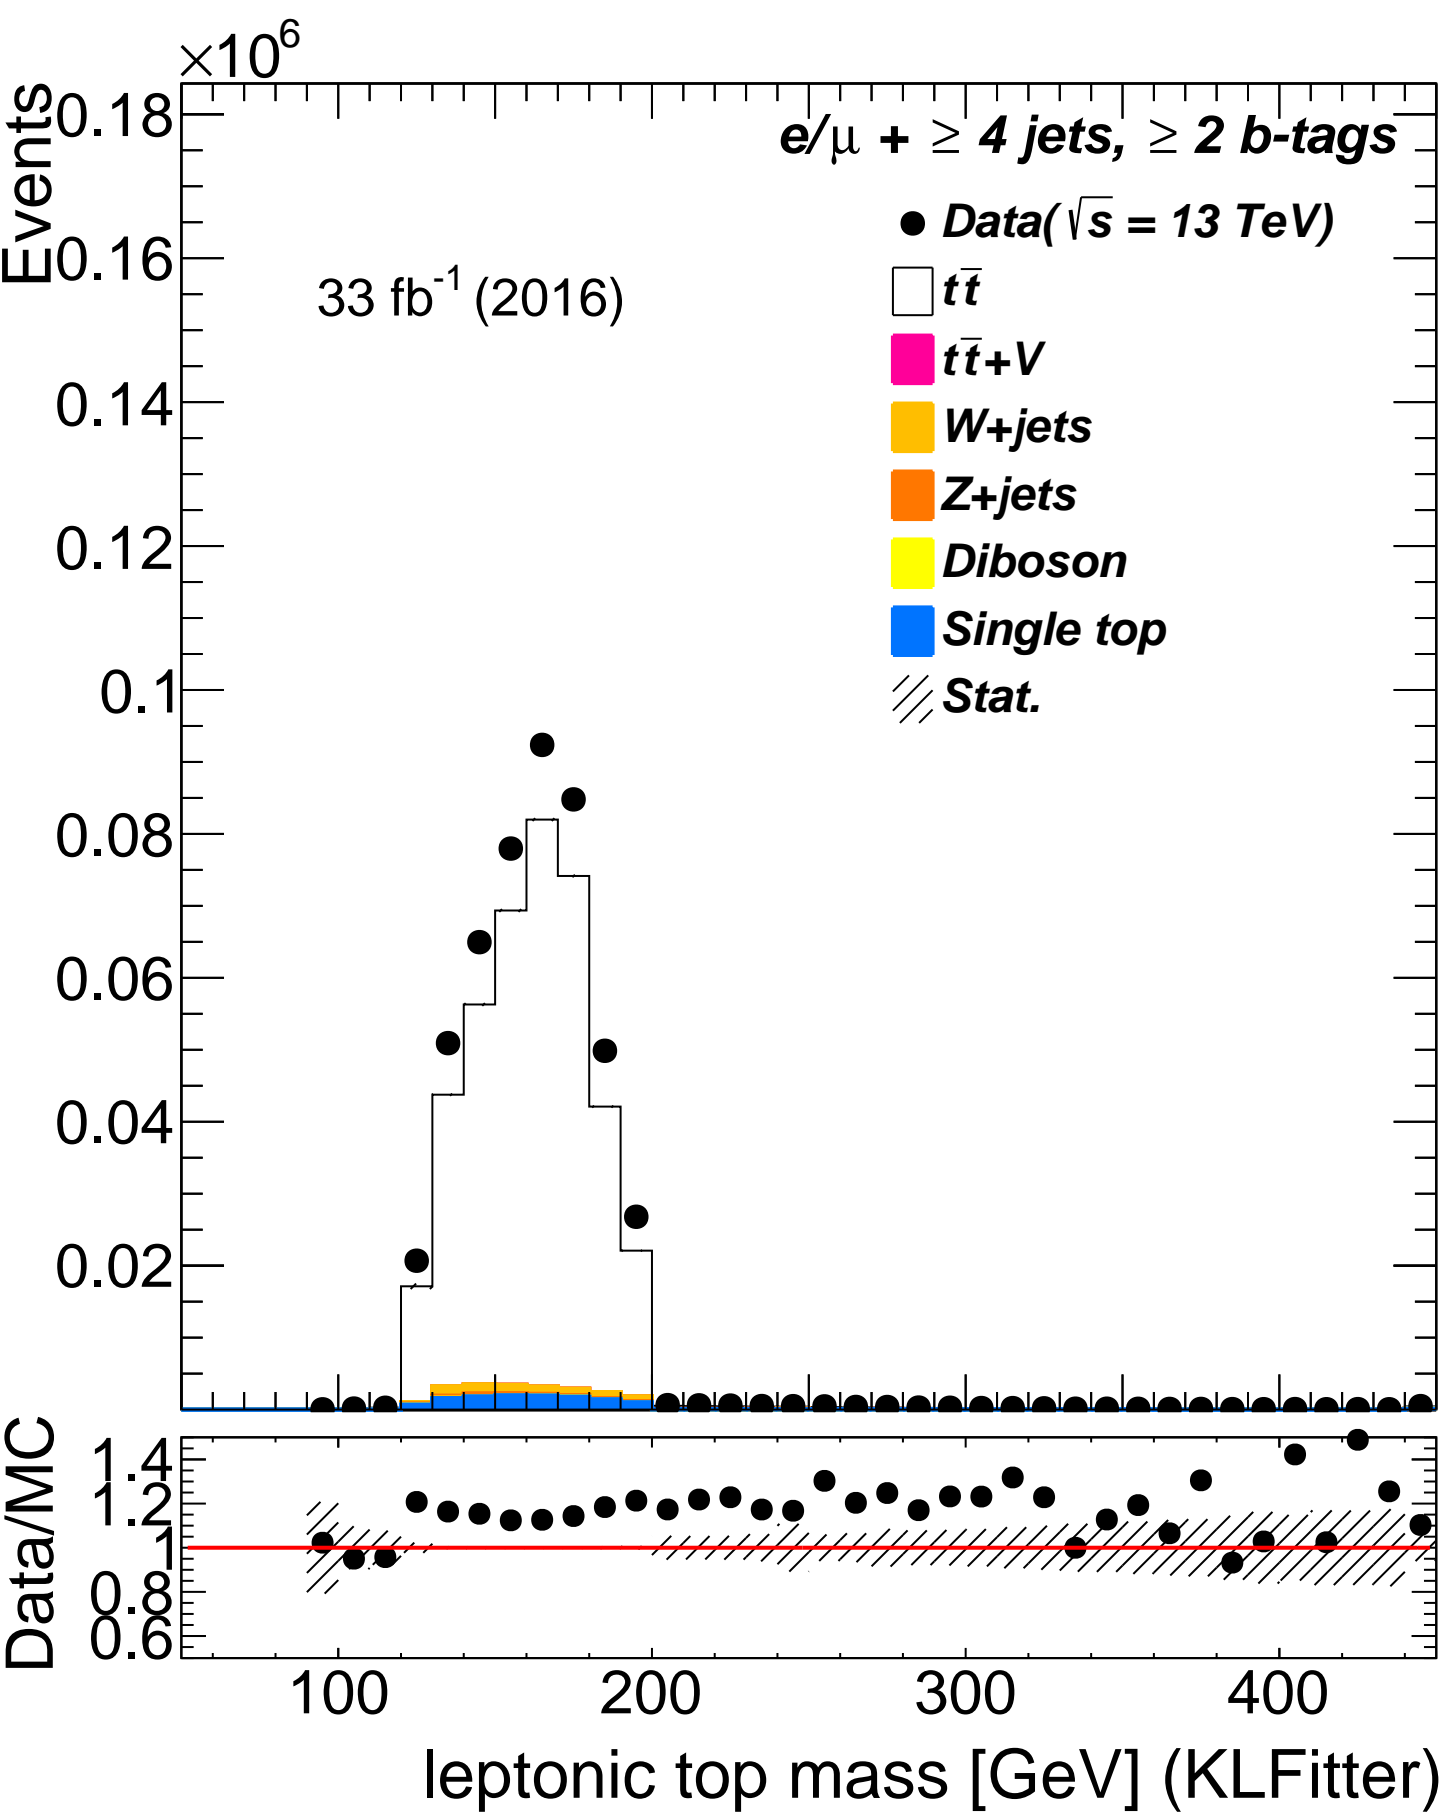 ×10⁶
Events
0.18
0.16
0.14
0.12
0.1
0.08
0.06
0.04
0.02
e/μ + ≥ 4 jets, ≥ 2 b-tags
Data(√s = 13 TeV)
33 fb⁻¹ (2016)
tt̅
tt̅+V
W+jets
Z+jets
Diboson
Single top
Stat.
Data/MC
1.4
1.2
1
0.8
0.6
100 200 300 400
leptonic top mass [GeV] (KLFitter)